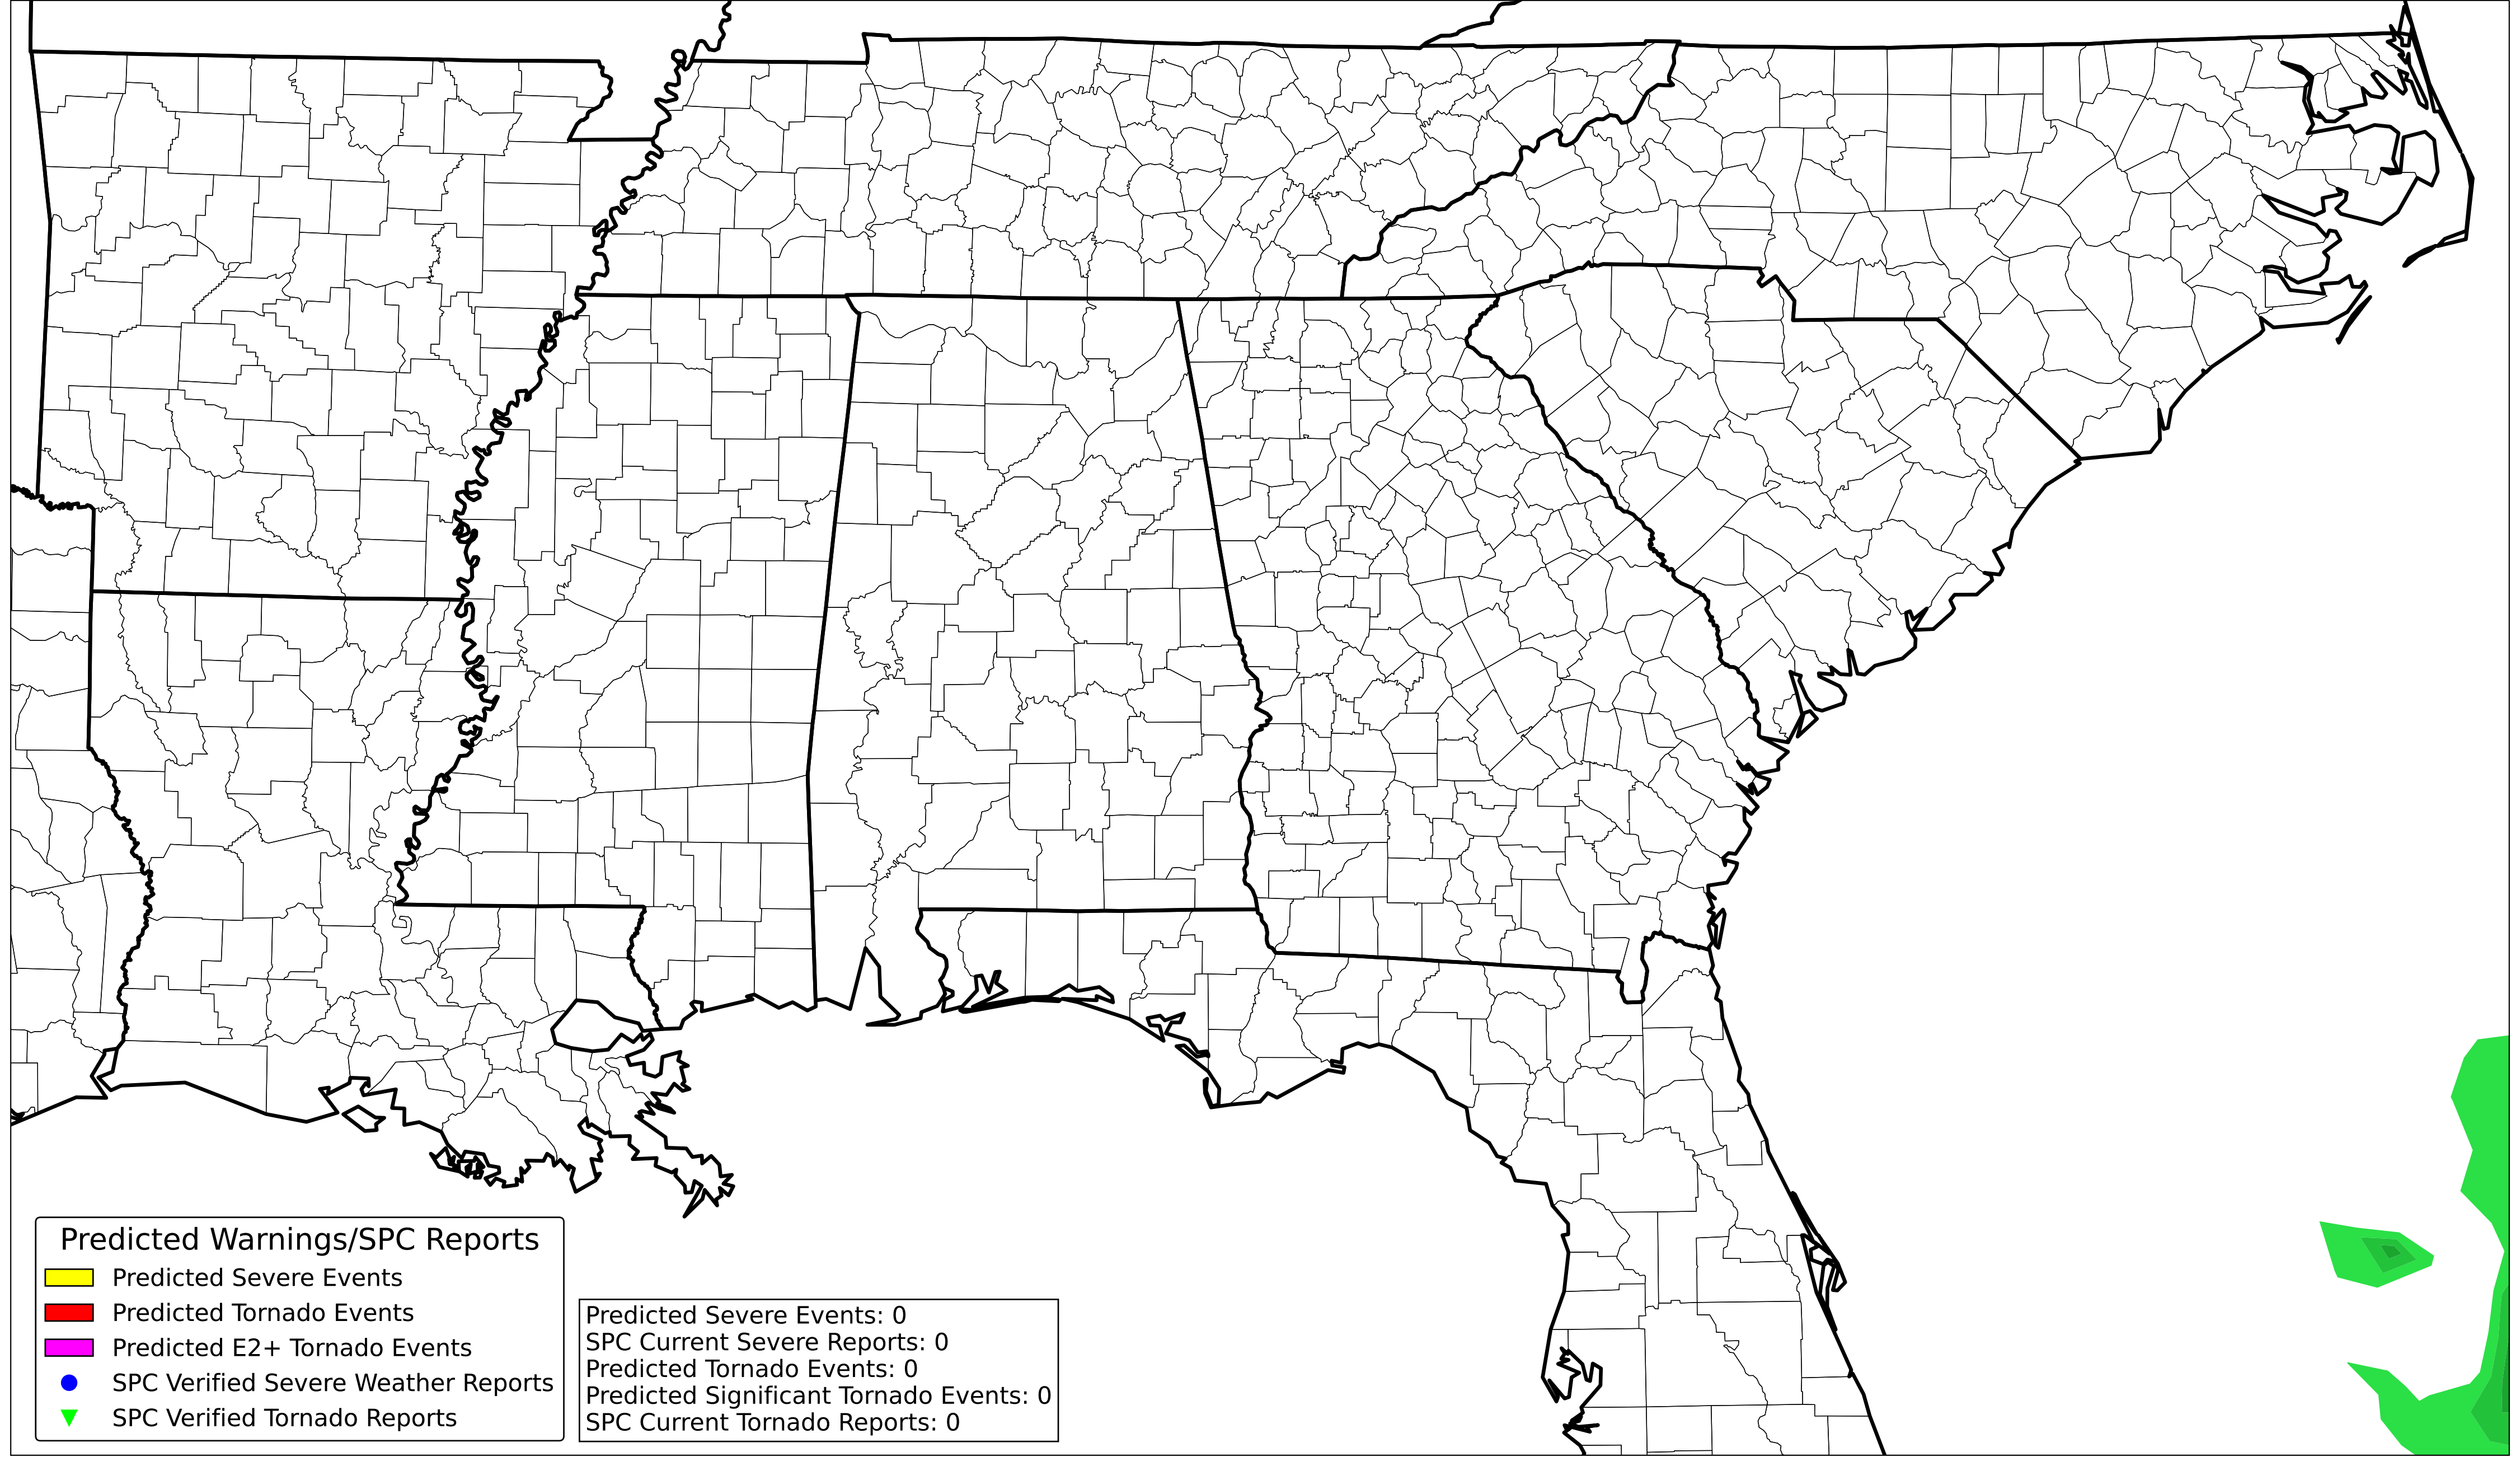 Predicted Warnings/SPC Reports
Predicted Severe Events
Predicted Tornado Events
Predicted E2+ Tornado Events
SPC Verified Severe Weather Reports
SPC Verified Tornado Reports
Predicted Severe Events: 0
SPC Current Severe Reports: 0
Predicted Tornado Events: 0
Predicted Significant Tornado Events: 0
SPC Current Tornado Reports: 0